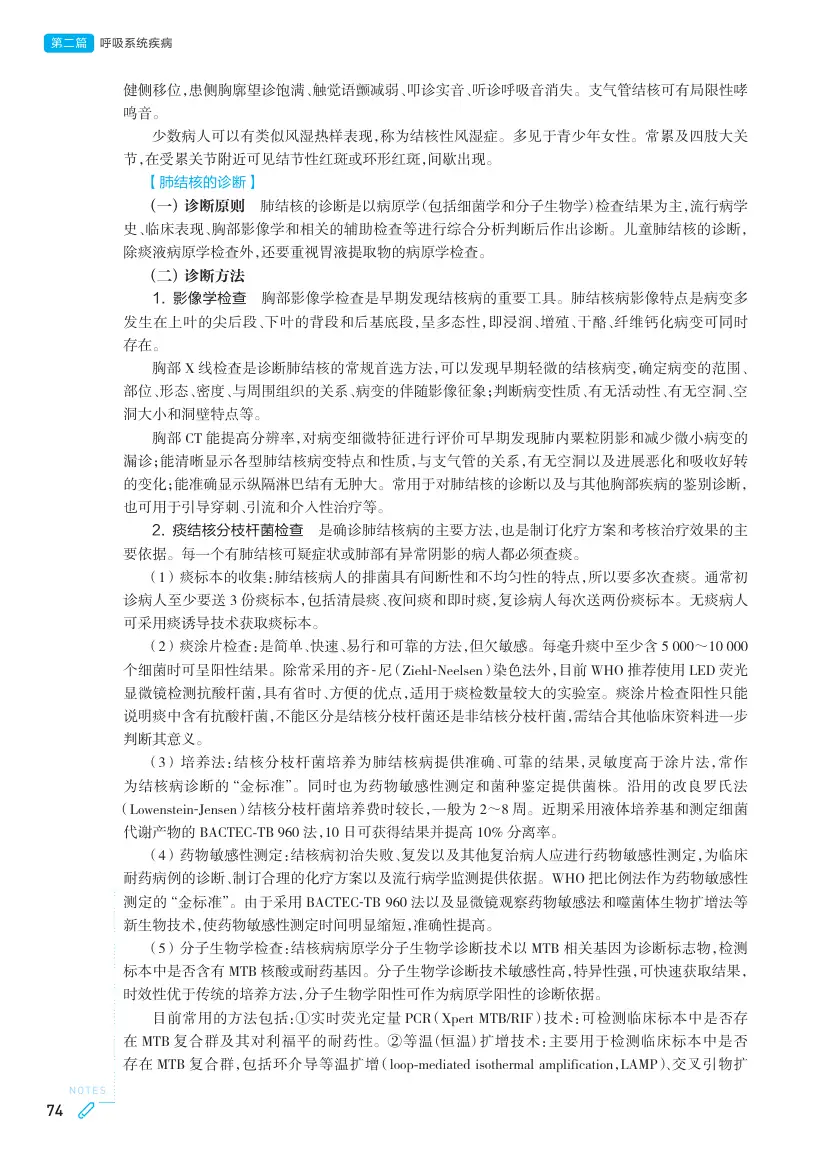 第二篇 呼吸系统疾病
健侧移位,患侧胸廓望诊饱满、触觉语颤减弱、叩诊实音、听诊呼吸音消失。支气管结核可有局限性哮
鸣音。
少数病人可以有类似风湿热样表现,称为结核性风湿症。多见于青少年女性。常累及四肢大关
节,在受累关节附近可见结节性红斑或环形红斑,间歇出现。
【肺结核的诊断】
(一)诊断原则 肺结核的诊断是以病原学(包括细菌学和分子生物学)检查结果为主,流行病学
史、临床表现、胸部影像学和相关的辅助检查等进行综合分析判断后作出诊断。儿童肺结核的诊断,
除痰液病原学检查外,还要重视胃液提取物的病原学检查。
(二)诊断方法
1. 影像学检查 胸部影像学检查是早期发现结核病的重要工具。肺结核病影像特点是病变多
发生在上叶的尖后段、下叶的背段和后基底段,呈多态性,即浸润、增殖、干酪、纤维钙化病变可同时
存在。
胸部 X 线检查是诊断肺结核的常规首选方法,可以发现早期轻微的结核病变,确定病变的范围、
部位、形态、密度、与周围组织的关系、病变的伴随影像征象;判断病变性质、有无活动性、有无空洞、空
洞大小和洞壁特点等。
胸部 CT 能提高分辨率,对病变细微特征进行评价可早期发现肺内粟粒阴影和减少微小病变的
漏诊;能清晰显示各型肺结核病变特点和性质,与支气管的关系,有无空洞以及进展恶化和吸收好转
的变化;能准确显示纵隔淋巴结有无肿大。常用于对肺结核的诊断以及与其他胸部疾病的鉴别诊断,
也可用于引导穿刺、引流和介入性治疗等。
2. 痰结核分枝杆菌检查 是确诊肺结核病的主要方法,也是制订化疗方案和考核治疗效果的主
要依据。每一个有肺结核可疑症状或肺部有异常阴影的病人都必须查痰。
(1)痰标本的收集:肺结核病人的排菌具有间断性和不均匀性的特点,所以要多次查痰。通常初
诊病人至少要送 3 份痰标本,包括清晨痰、夜间痰和即时痰,复诊病人每次送两份痰标本。无痰病人
可采用痰诱导技术获取痰标本。
(2)痰涂片检查:是简单、快速、易行和可靠的方法,但欠敏感。每毫升痰中至少含 5 000~10 000
个细菌时可呈阳性结果。除常采用的齐-尼(Ziehl-Neelsen)染色法外,目前 WHO 推荐使用 LED 荧光
显微镜检测抗酸杆菌,具有省时、方便的优点,适用于痰检数量较大的实验室。痰涂片检查阳性只能
说明痰中含有抗酸杆菌,不能区分是结核分枝杆菌还是非结核分枝杆菌,需结合其他临床资料进一步
判断其意义。
(3)培养法:结核分枝杆菌培养为肺结核病提供准确、可靠的结果,灵敏度高于涂片法,常作
为结核病诊断的“金标准”。同时也为药物敏感性测定和菌种鉴定提供菌株。沿用的改良罗氏法
(Lowenstein-Jensen)结核分枝杆菌培养费时较长,一般为 2~8 周。近期采用液体培养基和测定细菌
代谢产物的 BACTEC-TB 960 法,10 日可获得结果并提高 10% 分离率。
(4)药物敏感性测定:结核病初治失败、复发以及其他复治病人应进行药物敏感性测定,为临床
耐药病例的诊断、制订合理的化疗方案以及流行病学监测提供依据。WHO 把比例法作为药物敏感性
测定的“金标准”。由于采用 BACTEC-TB 960 法以及显微镜观察药物敏感法和噬菌体生物扩增法等
新生物技术,使药物敏感性测定时间明显缩短,准确性提高。
(5)分子生物学检查:结核病病原学分子生物学诊断技术以 MTB 相关基因为诊断标志物,检测
标本中是否含有 MTB 核酸或耐药基因。分子生物学诊断技术敏感性高,特异性强,可快速获取结果,
时效性优于传统的培养方法,分子生物学阳性可作为病原学阳性的诊断依据。
目前常用的方法包括:①实时荧光定量 PCR(Xpert MTB/RIF)技术:可检测临床标本中是否存
在 MTB 复合群及其对利福平的耐药性。②等温(恒温)扩增技术:主要用于检测临床标本中是否
存在 MTB 复合群,包括环介导等温扩增(loop-mediated isothermal amplification,LAMP)、交叉引物扩
NOTES
74